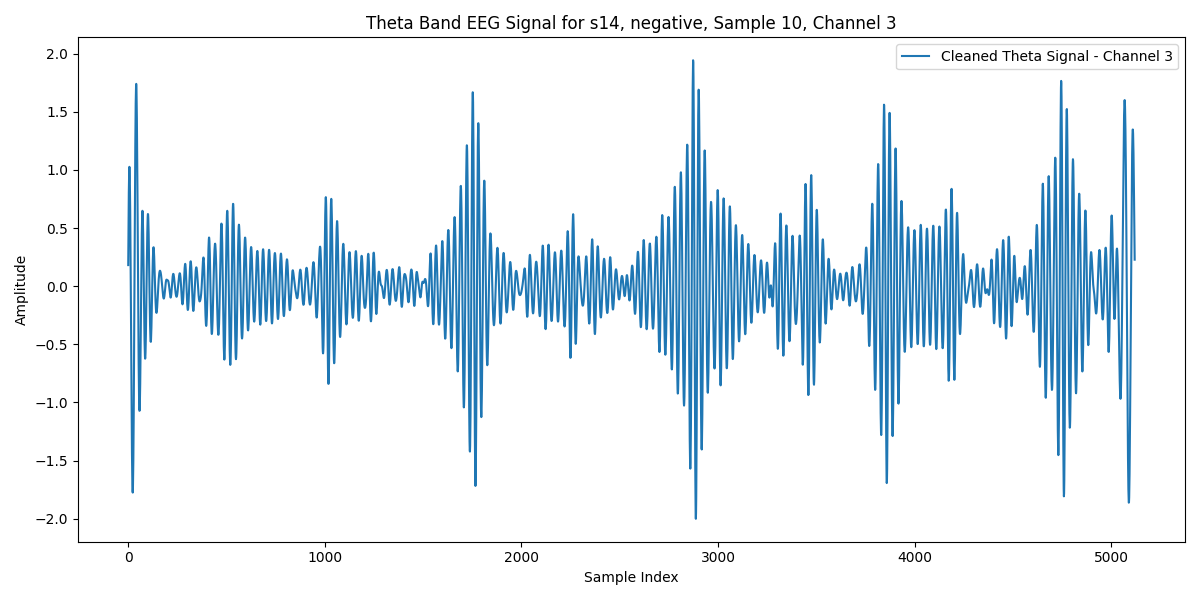 Theta Band EEG Signal for s14, negative, Sample 10, Channel 3
Cleaned Theta Signal - Channel 3
2.0
1.5
1.0
0.5
0.0
−0.5
−1.0
−1.5
−2.0
Amplitude
0 1000 2000 3000 4000 5000
Sample Index